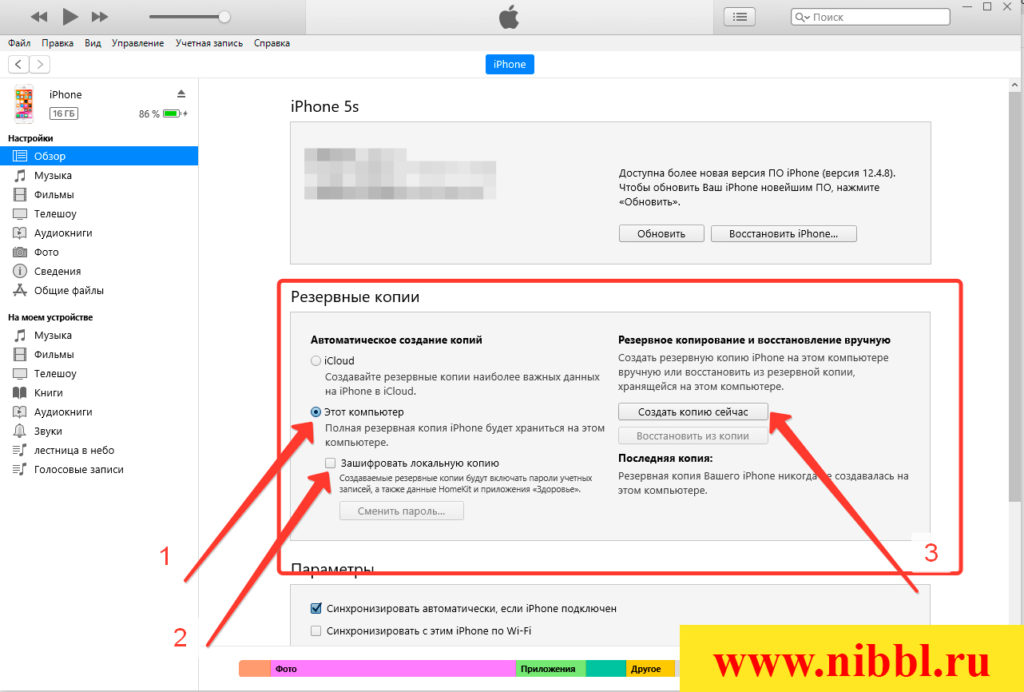 Поиск
Файл Правка Вид Управление Учетная запись Справка
iPhone
iPhone
16 ГБ 86 %
Настройки
Обзор
Музыка
Фильмы
Телешоу
Аудиокниги
Фото
Сведения
Общие файлы
На моем устройстве
Музыка
Фильмы
Телешоу
Книги
Аудиокниги
Звуки
лестница в небо
Голосовые записи
iPhone 5s
Доступна более новая версия ПО iPhone (версия 12.4.8).
Чтобы обновить Ваш iPhone новейшим ПО, нажмите
«Обновить».
Обновить Восстановить iPhone...
Резервные копии
Автоматическое создание копий
iCloud
Создавайте резервные копии наиболее важных данных
на iPhone в iCloud.
Этот компьютер
Полная резервная копия iPhone будет храниться на этом
компьютере.
Зашифровать локальную копию
Создаваемые резервные копии будут включать пароли учетных
записей, а также данные HomeKit и приложения «Здоровье».
Сменить пароль...
Резервное копирование и восстановление вручную
Создать резервную копию iPhone на этом компьютере
вручную или восстановить из резервной копии,
хранящейся на этом компьютере.
Создать копию сейчас
Восстановить из копии
Последняя копия:
Резервная копия Вашего iPhone никогда не создавалась на
этом компьютере.
1
2
3
Параметры
Синхронизировать автоматически, если iPhone подключен
Синхронизировать с этим iPhone по Wi-Fi
Фото Приложения Другое
www.nibbl.ru